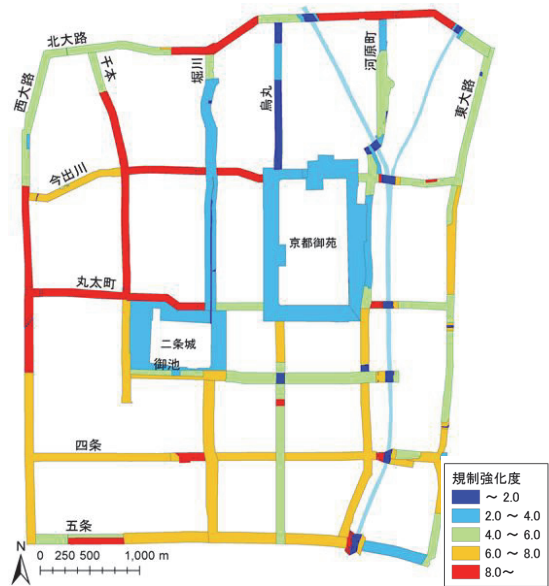 北大路
千本
堀川
烏丸
河原町
東大路
西大路
今出川
京都御苑
丸太町
二条城
御池
四条
五条
規制強化度
～ 2.0
2.0 ～ 4.0
4.0 ～ 6.0
6.0 ～ 8.0
8.0～
N
0 250 500 1,000 m